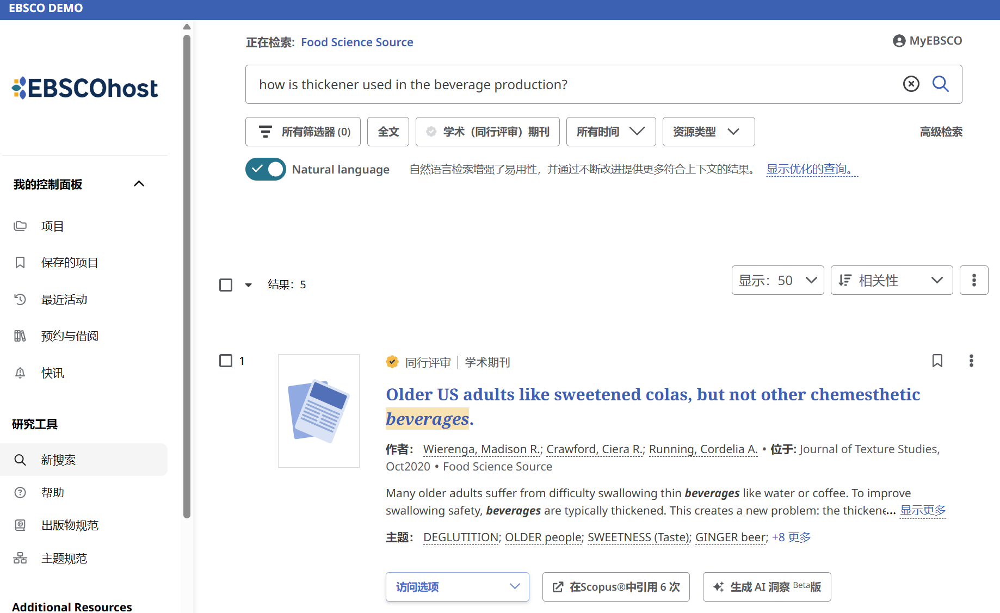 EBSCO DEMO
EBSCOhost
我的控制面板
项目
保存的项目
最近活动
预约与借阅
快讯
研究工具
新搜索
帮助
出版物规范
主题规范
Additional Resources
正在检索: Food Science Source
MyEBSCO
how is thickener used in the beverage production?
所有筛选器 (0)
全文
学术（同行评审）期刊
所有时间
资源类型
高级检索
Natural language
自然语言检索增强了易用性，并通过不断改进提供更多符合上下文的结果。 显示优化的查询。
结果：5
显示：50
相关性
1
同行评审 | 学术期刊
Older US adults like sweetened colas, but not other chemesthetic
beverages.
作者： Wierenga, Madison R.; Crawford, Ciera R.; Running, Cordelia A. • 位于: Journal of Texture Studies,
Oct2020 • Food Science Source
Many older adults suffer from difficulty swallowing thin beverages like water or coffee. To improve
swallowing safety, beverages are typically thickened. This creates a new problem: the thickene... 显示更多
主题： DEGLUTITION; OLDER people; SWEETNESS (Taste); GINGER beer; +8 更多
访问选项
在Scopus®中引用 6 次
生成 AI 洞察 Beta版